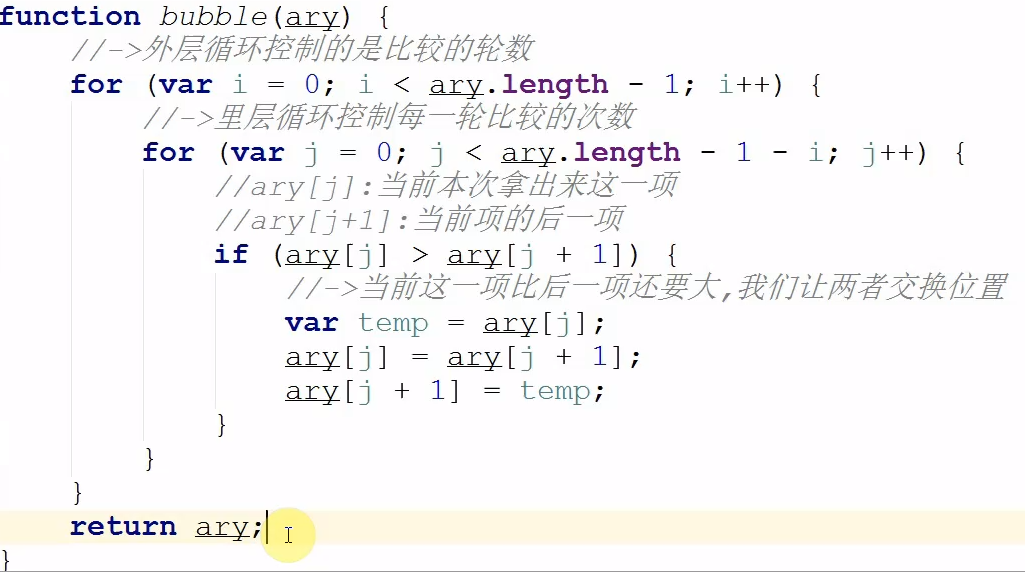 function bubble(ary) {
    //->外层循环控制的是比较的轮数
    for (var i = 0; i < ary.length - 1; i++) {
        //->里层循环控制每一轮比较的次数
        for (var j = 0; j < ary.length - 1 - i; j++) {
            //ary[j]:当前本次拿出来这一项
            //ary[j+1]:当前项的后一项
            if (ary[j] > ary[j + 1]) {
                //->当前这一项比后一项还要大,我们让两者交换位置
                var temp = ary[j];
                ary[j] = ary[j + 1];
                ary[j + 1] = temp;
            }
        }
    }
    return ary;
}